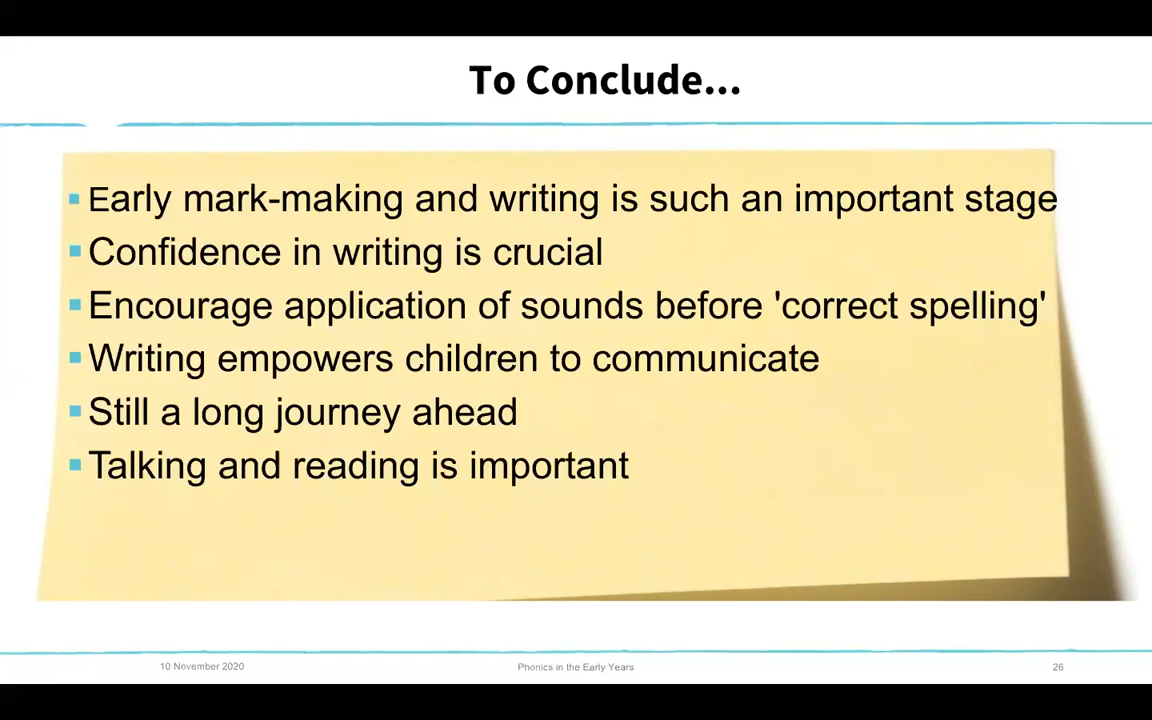 To Conclude...
▪Early mark-making and writing is such an important stage
▪Confidence in writing is crucial
▪Encourage application of sounds before 'correct spelling'
▪Writing empowers children to communicate
▪Still a long journey ahead
▪Talking and reading is important
10 November 2020 Phonics in the Early Years 26